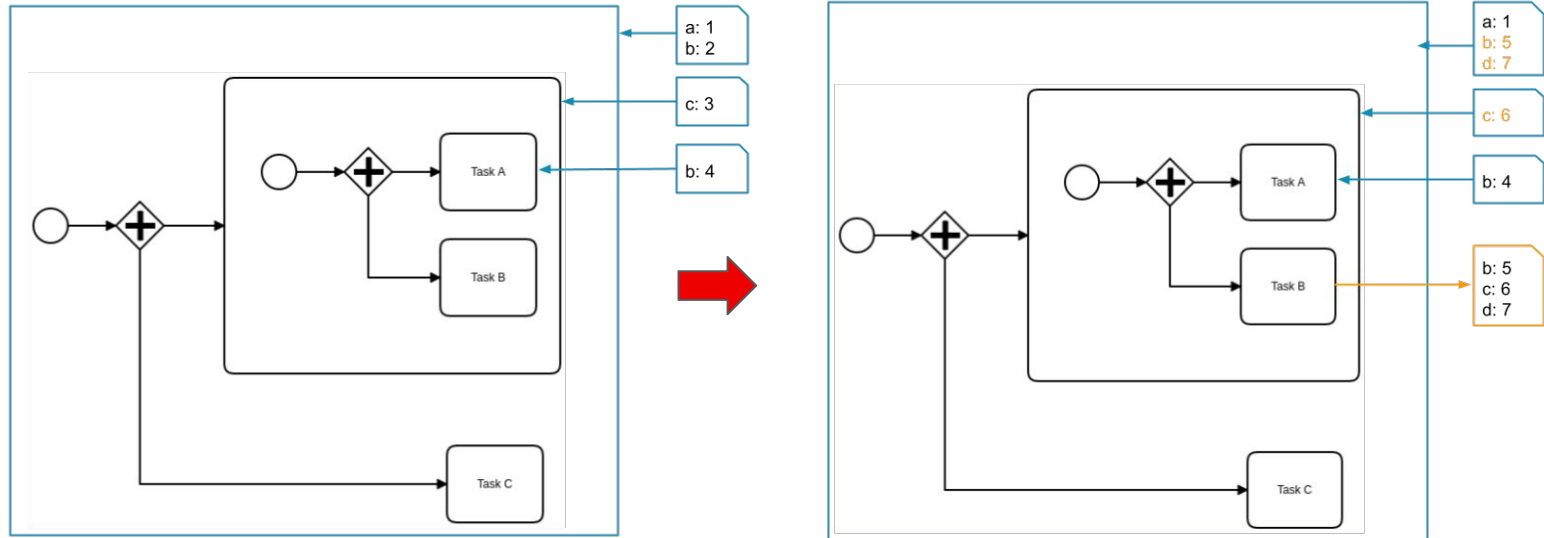 a: 1
b: 2
c: 3
b: 4
Task A
Task B
Task C
a: 1
b: 5
d: 7
c: 6
b: 4
Task A
Task B
b: 5
c: 6
d: 7
Task C